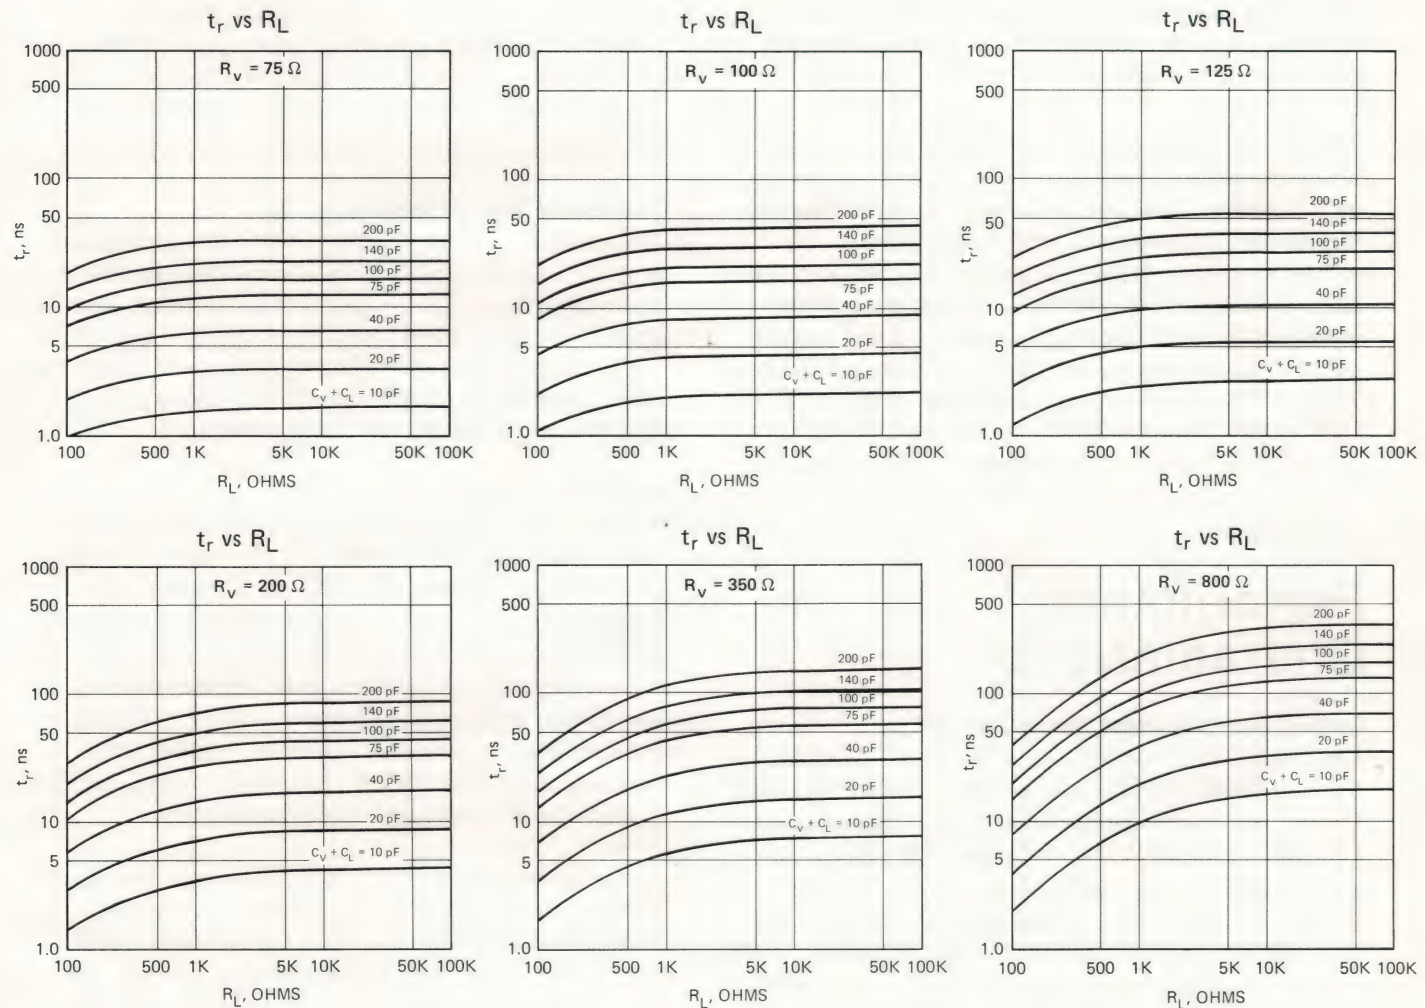 t_r vs R_L
R_v = 75 Ω
1000
500
100
50
10
5
1.0
t_r, ns
200 pF
140 pF
100 pF
75 pF
40 pF
20 pF
C_v + C_L = 10 pF
100 500 1K 5K 10K 50K 100K
R_L, OHMS
t_r vs R_L
R_v = 100 Ω
1000
500
100
50
10
5
1.0
t_r, ns
200 pF
140 pF
100 pF
75 pF
40 pF
20 pF
C_v + C_L = 10 pF
100 500 1K 5K 10K 50K 100K
R_L, OHMS
t_r vs R_L
R_v = 125 Ω
1000
500
100
50
10
5
1.0
t_r, ns
200 pF
140 pF
100 pF
75 pF
40 pF
20 pF
C_v + C_L = 10 pF
100 500 1K 5K 10K 50K 100K
R_L, OHMS
t_r vs R_L
R_v = 200 Ω
1000
500
100
50
10
5
1.0
t_r, ns
200 pF
140 pF
100 pF
75 pF
40 pF
20 pF
C_v + C_L = 10 pF
100 500 1K 5K 10K 50K 100K
R_L, OHMS
t_r vs R_L
R_v = 350 Ω
1000
500
100
50
10
5
1.0
t_r, ns
200 pF
140 pF
100 pF
75 pF
40 pF
20 pF
C_v + C_L = 10 pF
100 500 1K 5K 10K 50K 100K
R_L, OHMS
t_r vs R_L
R_v = 800 Ω
1000
500
100
50
10
5
1.0
t_r, ns
200 pF
140 pF
100 pF
75 pF
40 pF
20 pF
C_v + C_L = 10 pF
100 500 1K 5K 10K 50K 100K
R_L, OHMS